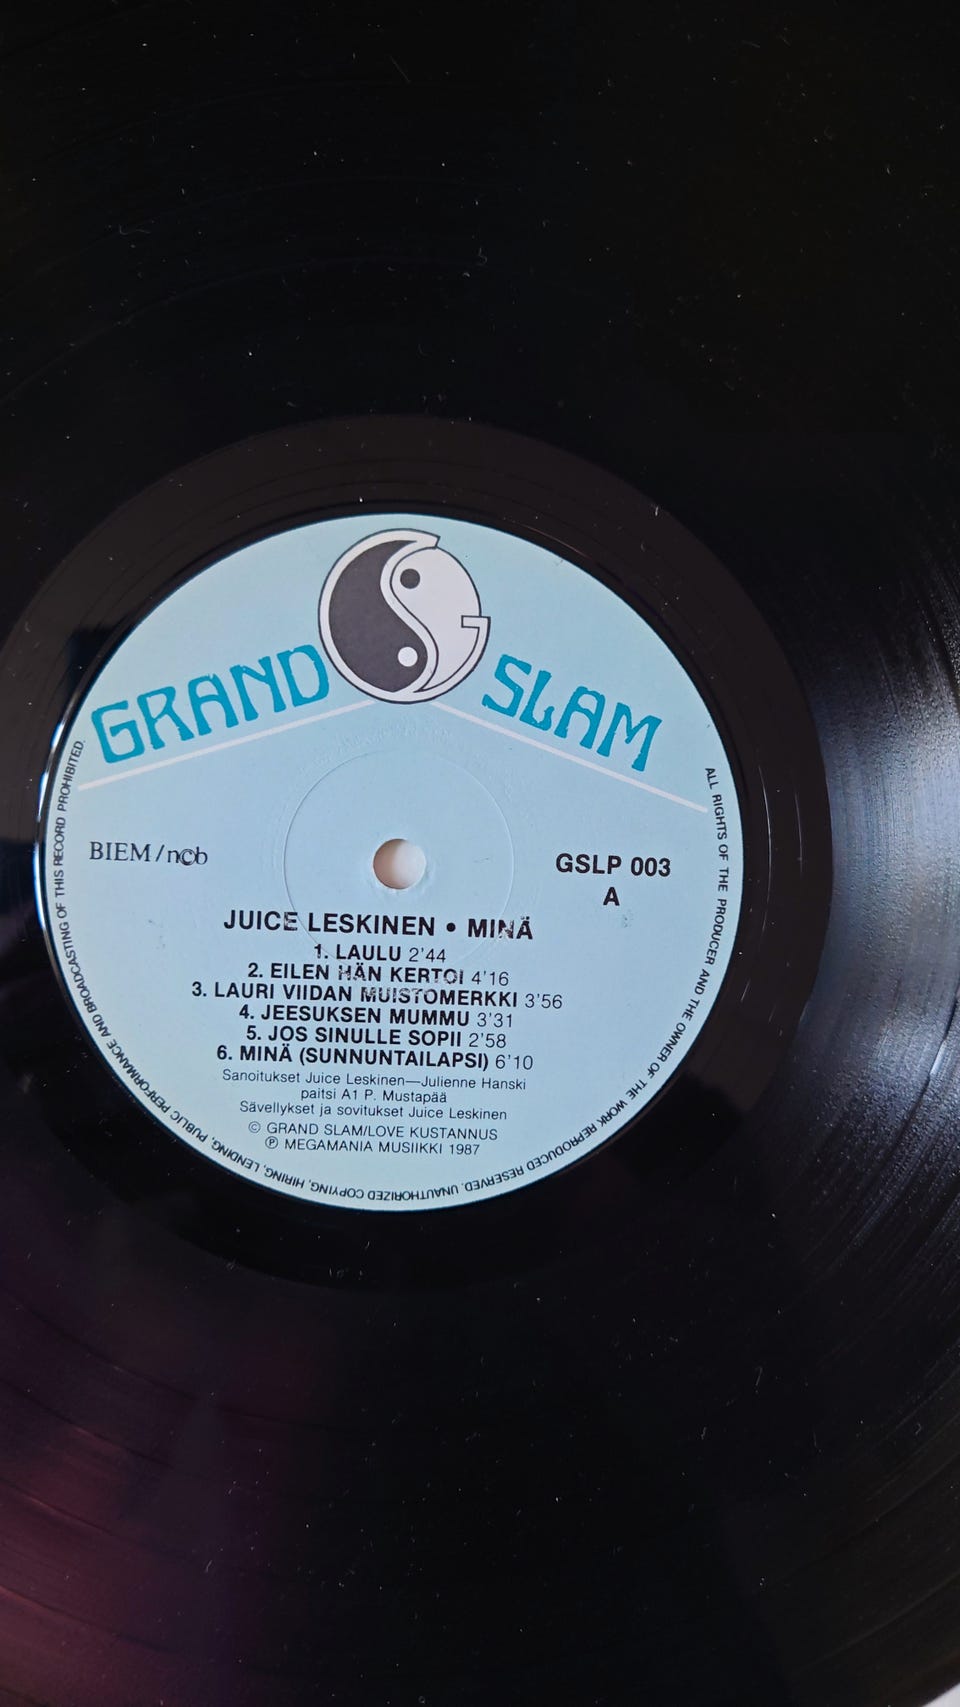 GRAND SLAM
BIEM/ncb
GSLP 003
A
JUICE LESKINEN • MINÄ
1. LAULU 2'44
2. EILEN HÄN KERTOI 4'16
3. LAURI VIIDAN MUISTOMERKKI 3'56
4. JEESUKSEN MUMMU 3'31
5. JOS SINULLE SOPII 2'58
6. MINÄ (SUNNUNTAILAPSI) 6'10
Sanoitukset Juice Leskinen—Julienne Hanski
paitsi A1 P. Mustapää
Sävellykset ja sovitukset Juice Leskinen
© GRAND SLAM/LOVE KUSTANNUS
℗ MEGAMANIA MUSIIKKI 1987
ALL RIGHTS OF THE PRODUCER AND THE OWNER OF THE WORK REPRODUCED RESERVED. UNAUTHORIZED COPYING, HIRING, LENDING, PUBLIC PERFORMANCE AND BROADCASTING OF THIS RECORD PROHIBITED.